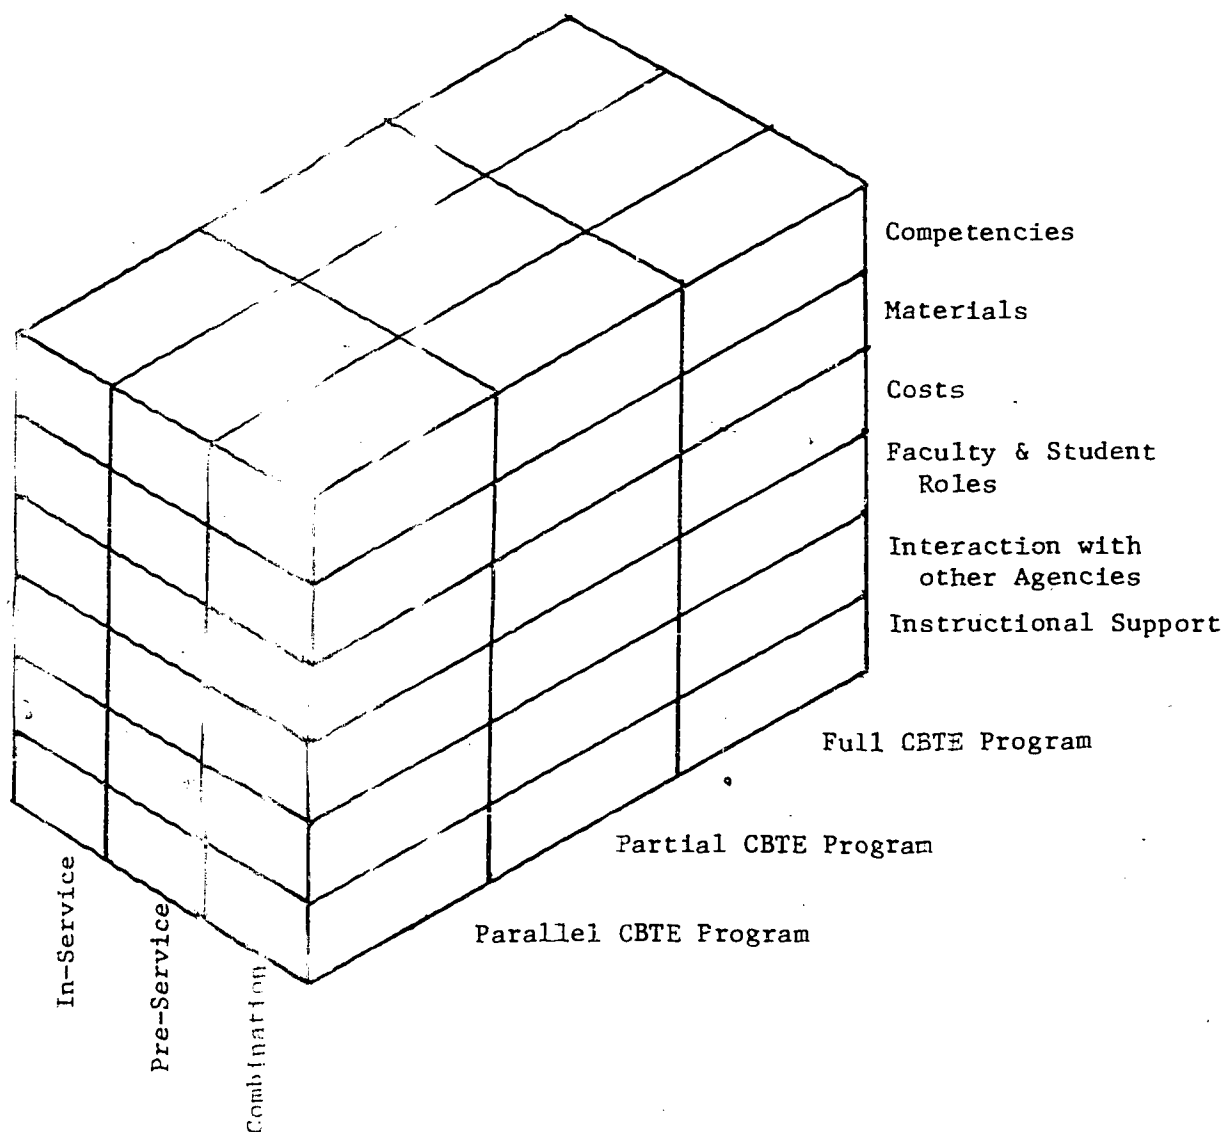 Competencies
Materials
Costs
Faculty & Student
Roles
Interaction with
other Agencies
Instructional Support
Full CBTE Program
Partial CBTE Program
Parallel CBTE Program
In-Service
Pre-Service
Combination